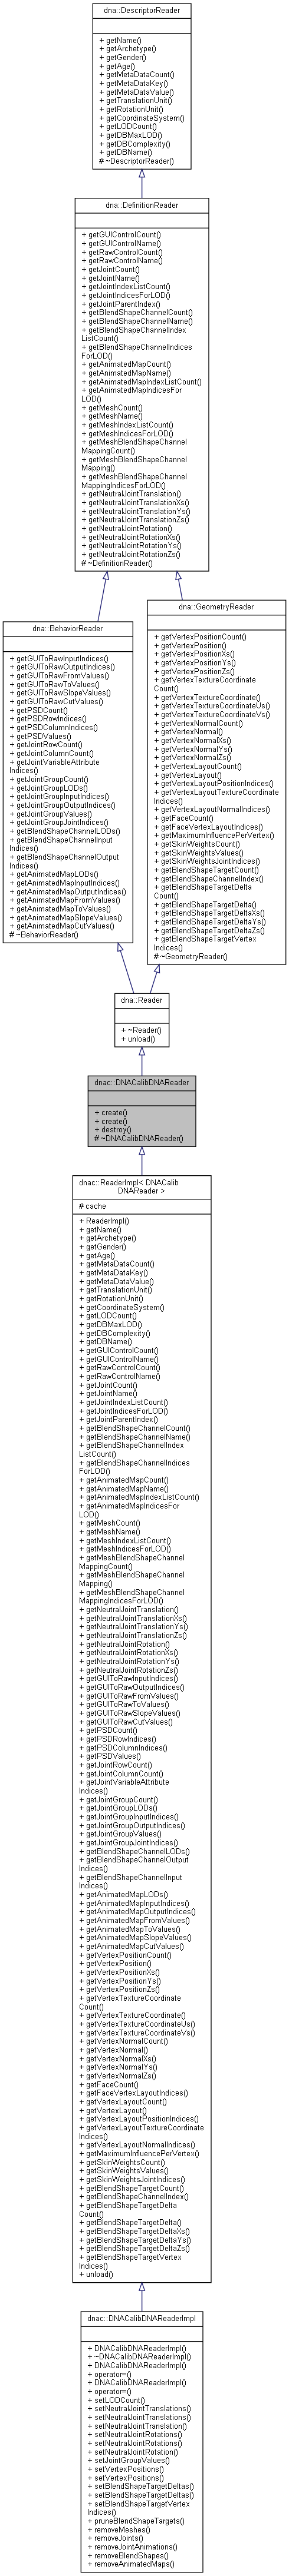 dna::DescriptorReader
+ getName()
+ getArchetype()
+ getGender()
+ getAge()
+ getMetaDataCount()
+ getMetaDataKey()
+ getMetaDataValue()
+ getTranslationUnit()
+ getRotationUnit()
+ getCoordinateSystem()
+ getLODCount()
+ getDBMaxLOD()
+ getDBComplexity()
+ getDBName()
# ~DescriptorReader()
dna::DefinitionReader
+ getGUIControlCount()
+ getGUIControlName()
+ getRawControlCount()
+ getRawControlName()
+ getJointCount()
+ getJointName()
+ getJointIndexListCount()
+ getJointIndicesForLOD()
+ getJointParentIndex()
+ getBlendShapeChannelCount()
+ getBlendShapeChannelName()
+ getBlendShapeChannelIndex
ListCount()
+ getBlendShapeChannelIndices
ForLOD()
+ getAnimatedMapCount()
+ getAnimatedMapName()
+ getAnimatedMapIndexListCount()
+ getAnimatedMapIndicesFor
LOD()
+ getMeshCount()
+ getMeshName()
+ getMeshIndexListCount()
+ getMeshIndicesForLOD()
+ getMeshBlendShapeChannel
MappingCount()
+ getMeshBlendShapeChannel
Mapping()
+ getMeshBlendShapeChannel
MappingIndicesForLOD()
+ getNeutralJointTranslation()
+ getNeutralJointTranslationXs()
+ getNeutralJointTranslationYs()
+ getNeutralJointTranslationZs()
+ getNeutralJointRotation()
+ getNeutralJointRotationXs()
+ getNeutralJointRotationYs()
+ getNeutralJointRotationZs()
# ~DefinitionReader()
dna::BehaviorReader
+ getGUIToRawInputIndices()
+ getGUIToRawOutputIndices()
+ getGUIToRawFromValues()
+ getGUIToRawToValues()
+ getGUIToRawSlopeValues()
+ getGUIToRawCutValues()
+ getPSDCount()
+ getPSDRowIndices()
+ getPSDColumnIndices()
+ getPSDValues()
+ getJointRowCount()
+ getJointColumnCount()
+ getJointVariableAttribute
Indices()
+ getJointGroupCount()
+ getJointGroupLODs()
+ getJointGroupInputIndices()
+ getJointGroupOutputIndices()
+ getJointGroupValues()
+ getJointGroupJointIndices()
+ getBlendShapeChannelLODs()
+ getBlendShapeChannelInput
Indices()
+ getBlendShapeChannelOutput
Indices()
+ getAnimatedMapLODs()
+ getAnimatedMapInputIndices()
+ getAnimatedMapOutputIndices()
+ getAnimatedMapFromValues()
+ getAnimatedMapToValues()
+ getAnimatedMapSlopeValues()
+ getAnimatedMapCutValues()
# ~BehaviorReader()
dna::GeometryReader
+ getVertexPositionCount()
+ getVertexPosition()
+ getVertexPositionXs()
+ getVertexPositionYs()
+ getVertexPositionZs()
+ getVertexTextureCoordinate
Count()
+ getVertexTextureCoordinate()
+ getVertexTextureCoordinateUs()
+ getVertexTextureCoordinateVs()
+ getVertexNormalCount()
+ getVertexNormal()
+ getVertexNormalXs()
+ getVertexNormalYs()
+ getVertexNormalZs()
+ getVertexLayoutCount()
+ getVertexLayout()
+ getVertexLayoutPositionIndices()
+ getVertexLayoutTextureCoordinate
Indices()
+ getVertexLayoutNormalIndices()
+ getFaceCount()
+ getFaceVertexLayoutIndices()
+ getMaximumInfluencePerVertex()
+ getSkinWeightsCount()
+ getSkinWeightsValues()
+ getSkinWeightsJointIndices()
+ getBlendShapeTargetCount()
+ getBlendShapeChannelIndex()
+ getBlendShapeTargetDelta
Count()
+ getBlendShapeTargetDelta()
+ getBlendShapeTargetDeltaXs()
+ getBlendShapeTargetDeltaYs()
+ getBlendShapeTargetDeltaZs()
+ getBlendShapeTargetVertex
Indices()
# ~GeometryReader()
dna::Reader
+ ~Reader()
+ unload()
dnac::DNACalibDNAReader
+ create()
+ create()
+ destroy()
# ~DNACalibDNAReader()
dnac::ReaderImpl< DNACalib
DNAReader >
# cache
+ ReaderImpl()
+ getName()
+ getArchetype()
+ getGender()
+ getAge()
+ getMetaDataCount()
+ getMetaDataKey()
+ getMetaDataValue()
+ getTranslationUnit()
+ getRotationUnit()
+ getCoordinateSystem()
+ getLODCount()
+ getDBMaxLOD()
+ getDBComplexity()
+ getDBName()
+ getGUIControlCount()
+ getGUIControlName()
+ getRawControlCount()
+ getRawControlName()
+ getJointCount()
+ getJointName()
+ getJointIndexListCount()
+ getJointIndicesForLOD()
+ getJointParentIndex()
+ getBlendShapeChannelCount()
+ getBlendShapeChannelName()
+ getBlendShapeChannelIndex
ListCount()
+ getBlendShapeChannelIndices
ForLOD()
+ getAnimatedMapCount()
+ getAnimatedMapName()
+ getAnimatedMapIndexListCount()
+ getAnimatedMapIndicesFor
LOD()
+ getMeshCount()
+ getMeshName()
+ getMeshIndexListCount()
+ getMeshIndicesForLOD()
+ getMeshBlendShapeChannel
MappingCount()
+ getMeshBlendShapeChannel
Mapping()
+ getMeshBlendShapeChannel
MappingIndicesForLOD()
+ getNeutralJointTranslation()
+ getNeutralJointTranslationXs()
+ getNeutralJointTranslationYs()
+ getNeutralJointTranslationZs()
+ getNeutralJointRotation()
+ getNeutralJointRotationXs()
+ getNeutralJointRotationYs()
+ getNeutralJointRotationZs()
+ getGUIToRawInputIndices()
+ getGUIToRawOutputIndices()
+ getGUIToRawFromValues()
+ getGUIToRawToValues()
+ getGUIToRawSlopeValues()
+ getGUIToRawCutValues()
+ getPSDCount()
+ getPSDRowIndices()
+ getPSDColumnIndices()
+ getPSDValues()
+ getJointRowCount()
+ getJointColumnCount()
+ getJointVariableAttribute
Indices()
+ getJointGroupCount()
+ getJointGroupLODs()
+ getJointGroupInputIndices()
+ getJointGroupOutputIndices()
+ getJointGroupValues()
+ getJointGroupJointIndices()
+ getBlendShapeChannelLODs()
+ getBlendShapeChannelOutput
Indices()
+ getBlendShapeChannelInput
Indices()
+ getAnimatedMapLODs()
+ getAnimatedMapInputIndices()
+ getAnimatedMapOutputIndices()
+ getAnimatedMapFromValues()
+ getAnimatedMapToValues()
+ getAnimatedMapSlopeValues()
+ getAnimatedMapCutValues()
+ getVertexPositionCount()
+ getVertexPosition()
+ getVertexPositionXs()
+ getVertexPositionYs()
+ getVertexPositionZs()
+ getVertexTextureCoordinate
Count()
+ getVertexTextureCoordinate()
+ getVertexTextureCoordinateUs()
+ getVertexTextureCoordinateVs()
+ getVertexNormalCount()
+ getVertexNormal()
+ getVertexNormalXs()
+ getVertexNormalYs()
+ getVertexNormalZs()
+ getFaceCount()
+ getFaceVertexLayoutIndices()
+ getVertexLayoutCount()
+ getVertexLayout()
+ getVertexLayoutPositionIndices()
+ getVertexLayoutTextureCoordinate
Indices()
+ getVertexLayoutNormalIndices()
+ getMaximumInfluencePerVertex()
+ getSkinWeightsCount()
+ getSkinWeightsValues()
+ getSkinWeightsJointIndices()
+ getBlendShapeTargetCount()
+ getBlendShapeChannelIndex()
+ getBlendShapeTargetDelta
Count()
+ getBlendShapeTargetDelta()
+ getBlendShapeTargetDeltaXs()
+ getBlendShapeTargetDeltaYs()
+ getBlendShapeTargetDeltaZs()
+ getBlendShapeTargetVertex
Indices()
+ unload()
dnac::DNACalibDNAReaderImpl
+ DNACalibDNAReaderImpl()
+ ~DNACalibDNAReaderImpl()
+ DNACalibDNAReaderImpl()
+ operator=()
+ DNACalibDNAReaderImpl()
+ operator=()
+ setLODCount()
+ setNeutralJointTranslations()
+ setNeutralJointTranslations()
+ setNeutralJointTranslation()
+ setNeutralJointRotations()
+ setNeutralJointRotations()
+ setNeutralJointRotation()
+ setJointGroupValues()
+ setVertexPositions()
+ setVertexPositions()
+ setBlendShapeTargetDeltas()
+ setBlendShapeTargetDeltas()
+ setBlendShapeTargetVertex
Indices()
+ pruneBlendShapeTargets()
+ removeMeshes()
+ removeJoints()
+ removeJointAnimations()
+ removeBlendShapes()
+ removeAnimatedMaps()